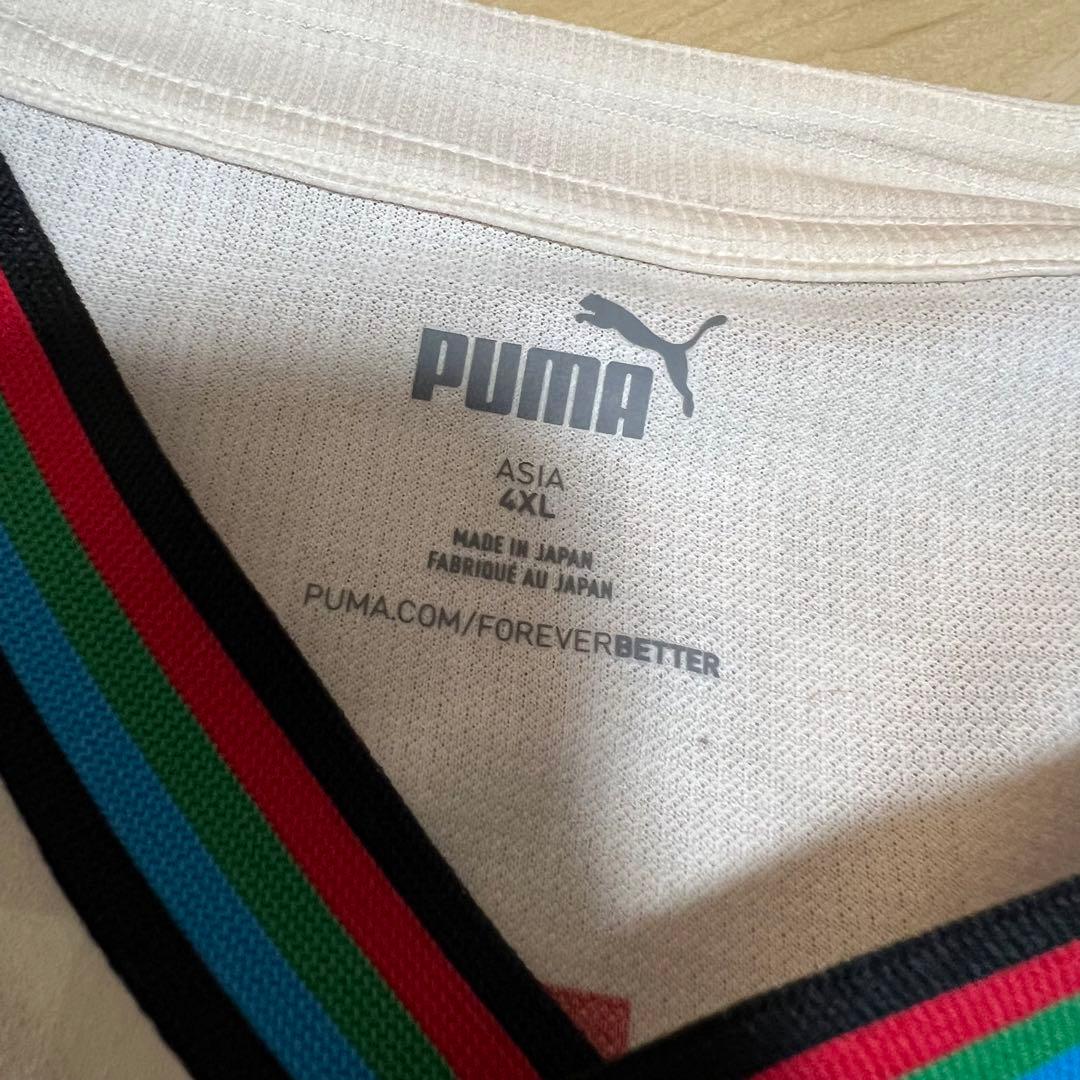 PUMA
ASIA
4XL
MADE IN JAPAN
FABRIQUÉ AU JAPAN
PUMA.COM/FOREVERBETTER